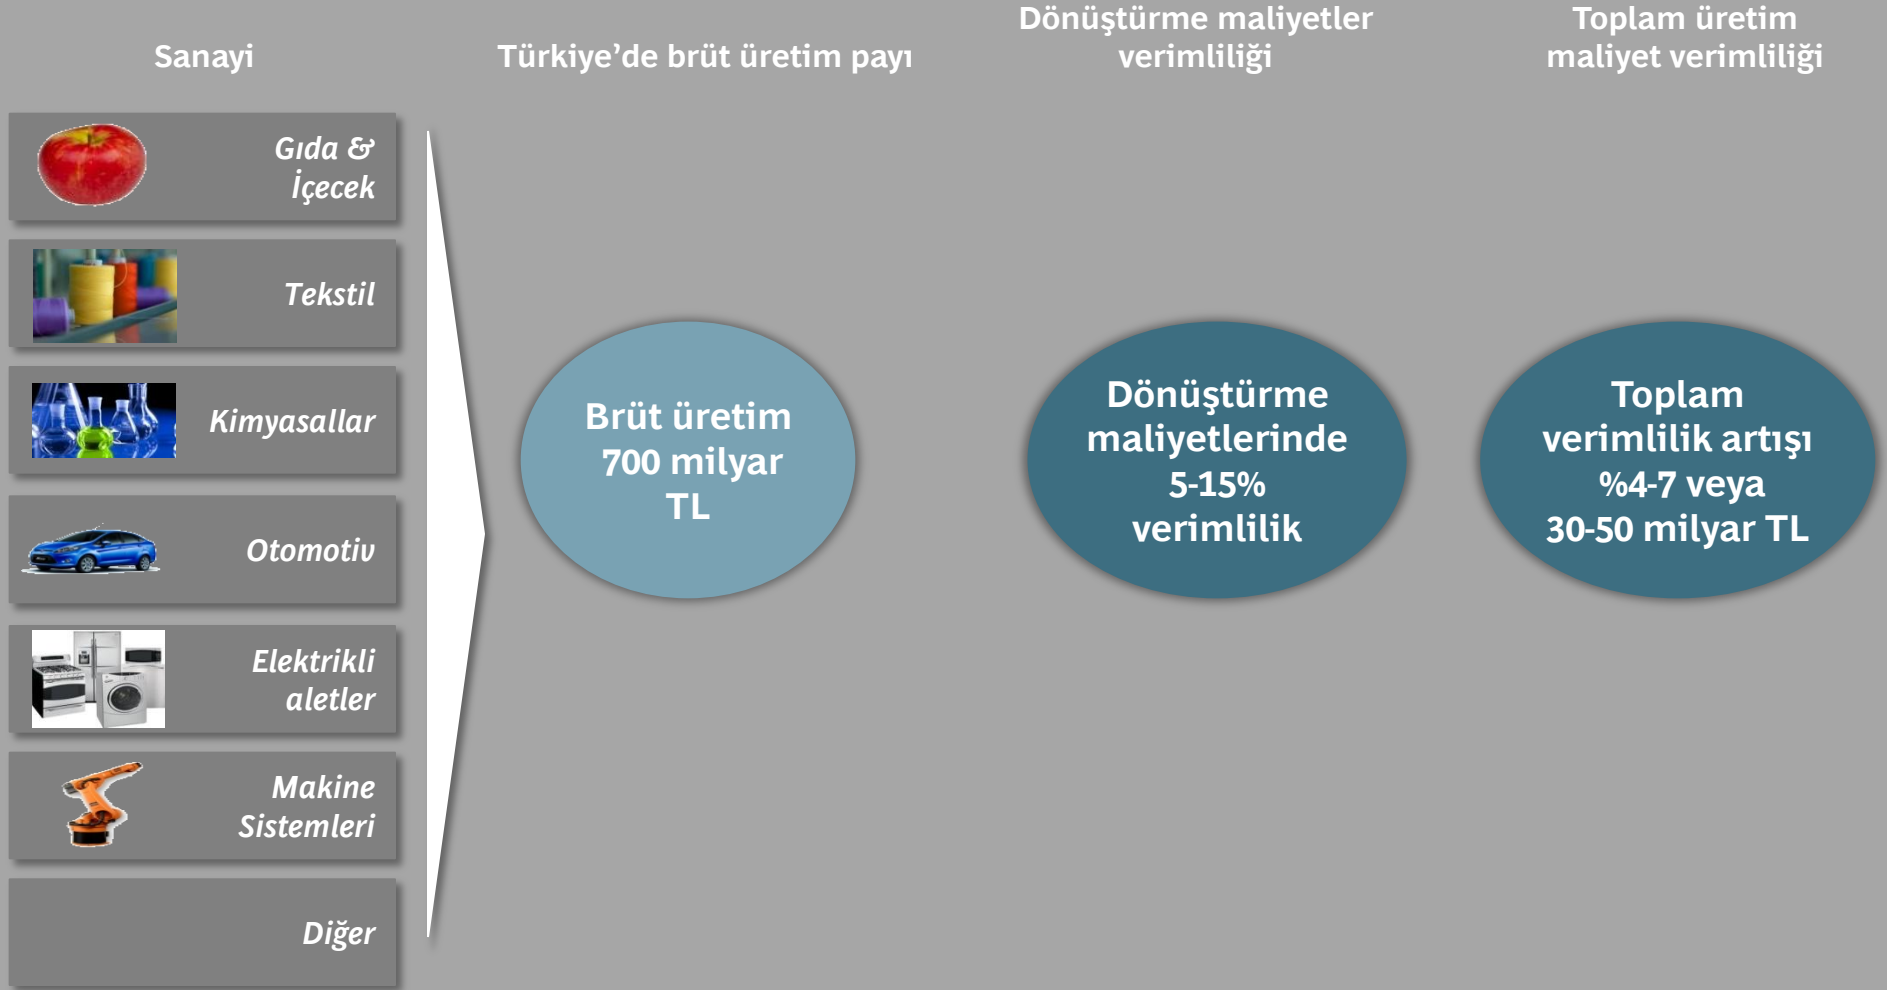 Sanayi
Türkiye’de brüt üretim payı
Dönüştürme maliyetler
verimliliği
Toplam üretim
maliyet verimliliği
Gıda &
İçecek
Tekstil
Kimyasallar
Otomotiv
Elektrikli
aletler
Makine
Sistemleri
Diğer
Brüt üretim
700 milyar
TL
Dönüştürme
maliyetlerinde
5-15%
verimlilik
Toplam
verimlilik artışı
%4-7 veya
30-50 milyar TL